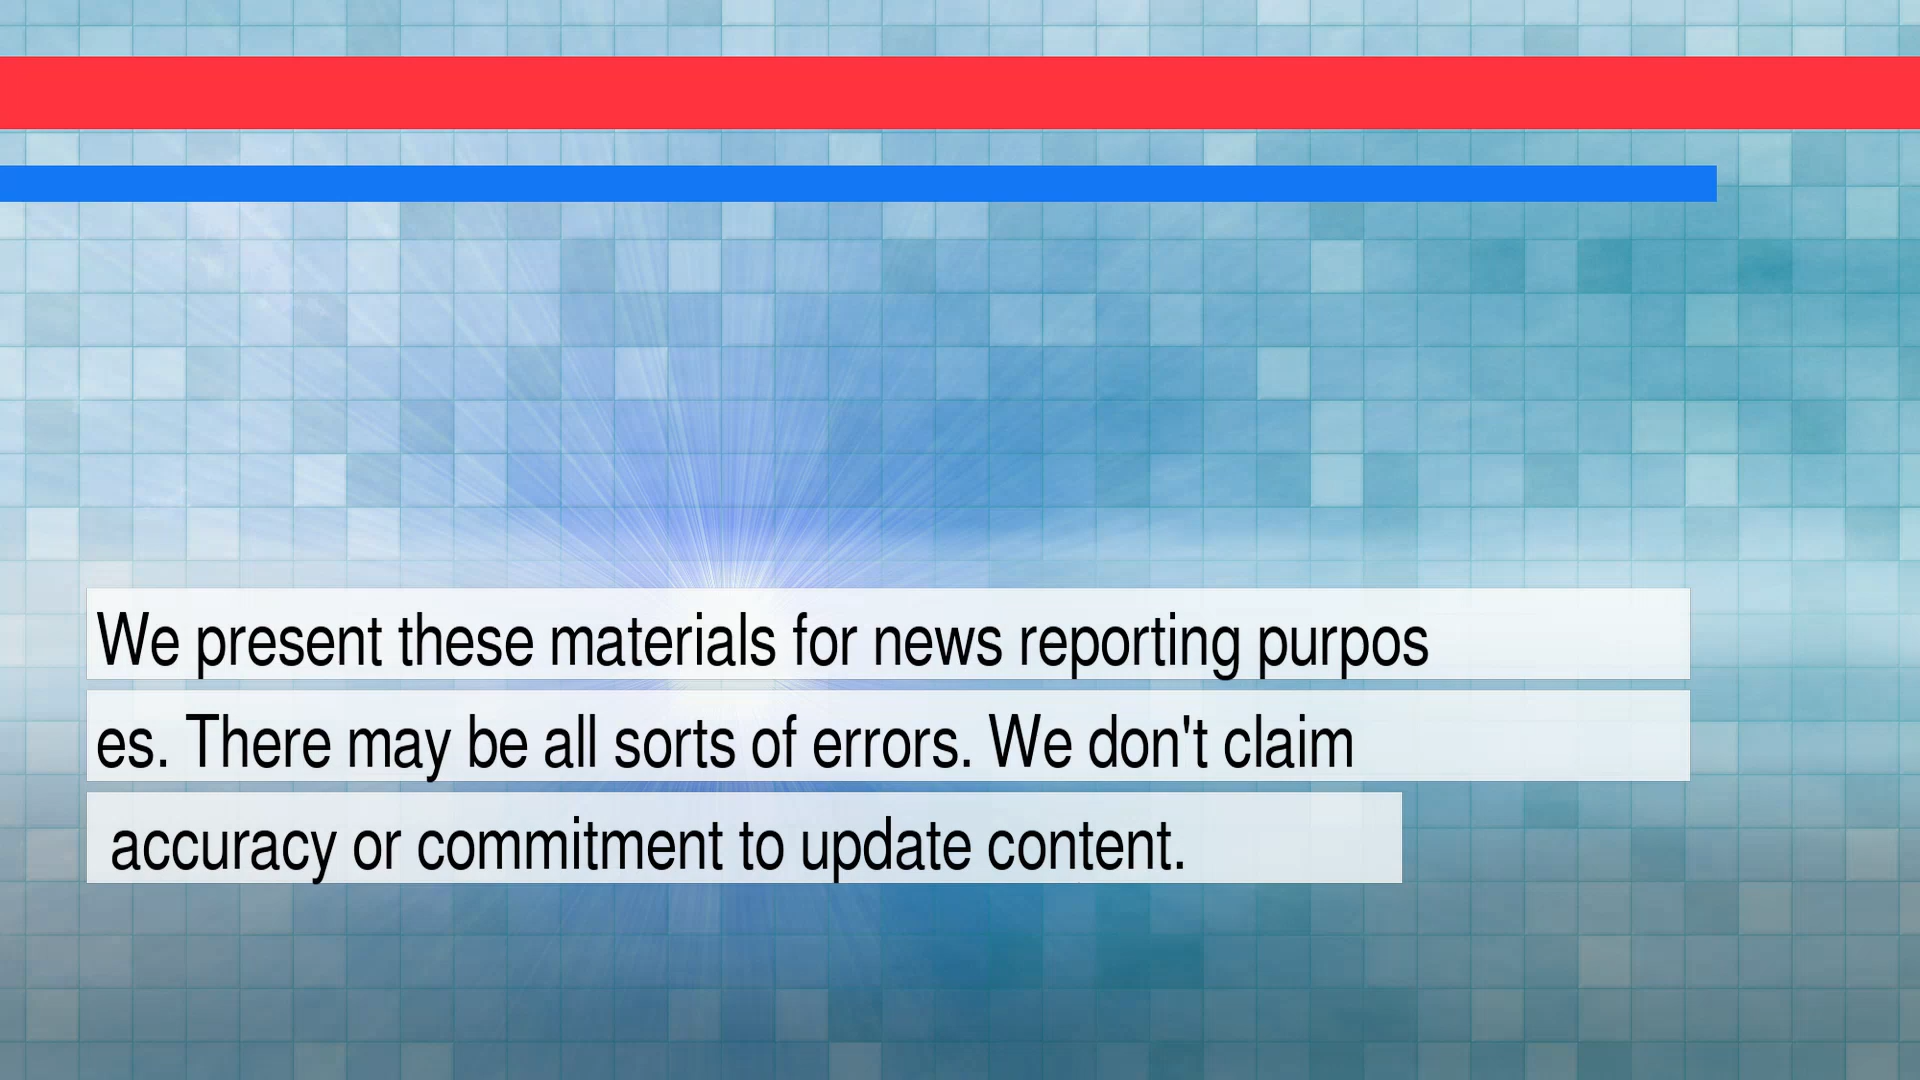 We present these materials for news reporting purpos
es. There may be all sorts of errors. We don't claim
accuracy or commitment to update content.